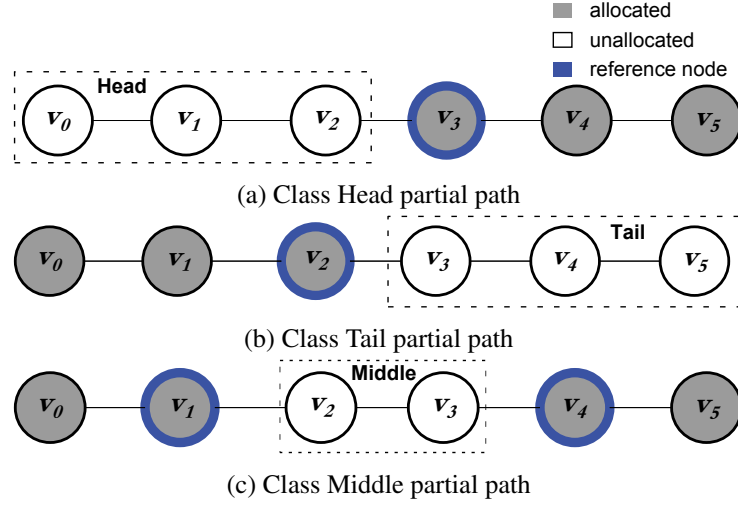 allocated
unallocated
reference node
Head
v0 v1 v2 v3 v4 v5
(a) Class Head partial path
Tail
v0 v1 v2 v3 v4 v5
(b) Class Tail partial path
Middle
v0 v1 v2 v3 v4 v5
(c) Class Middle partial path